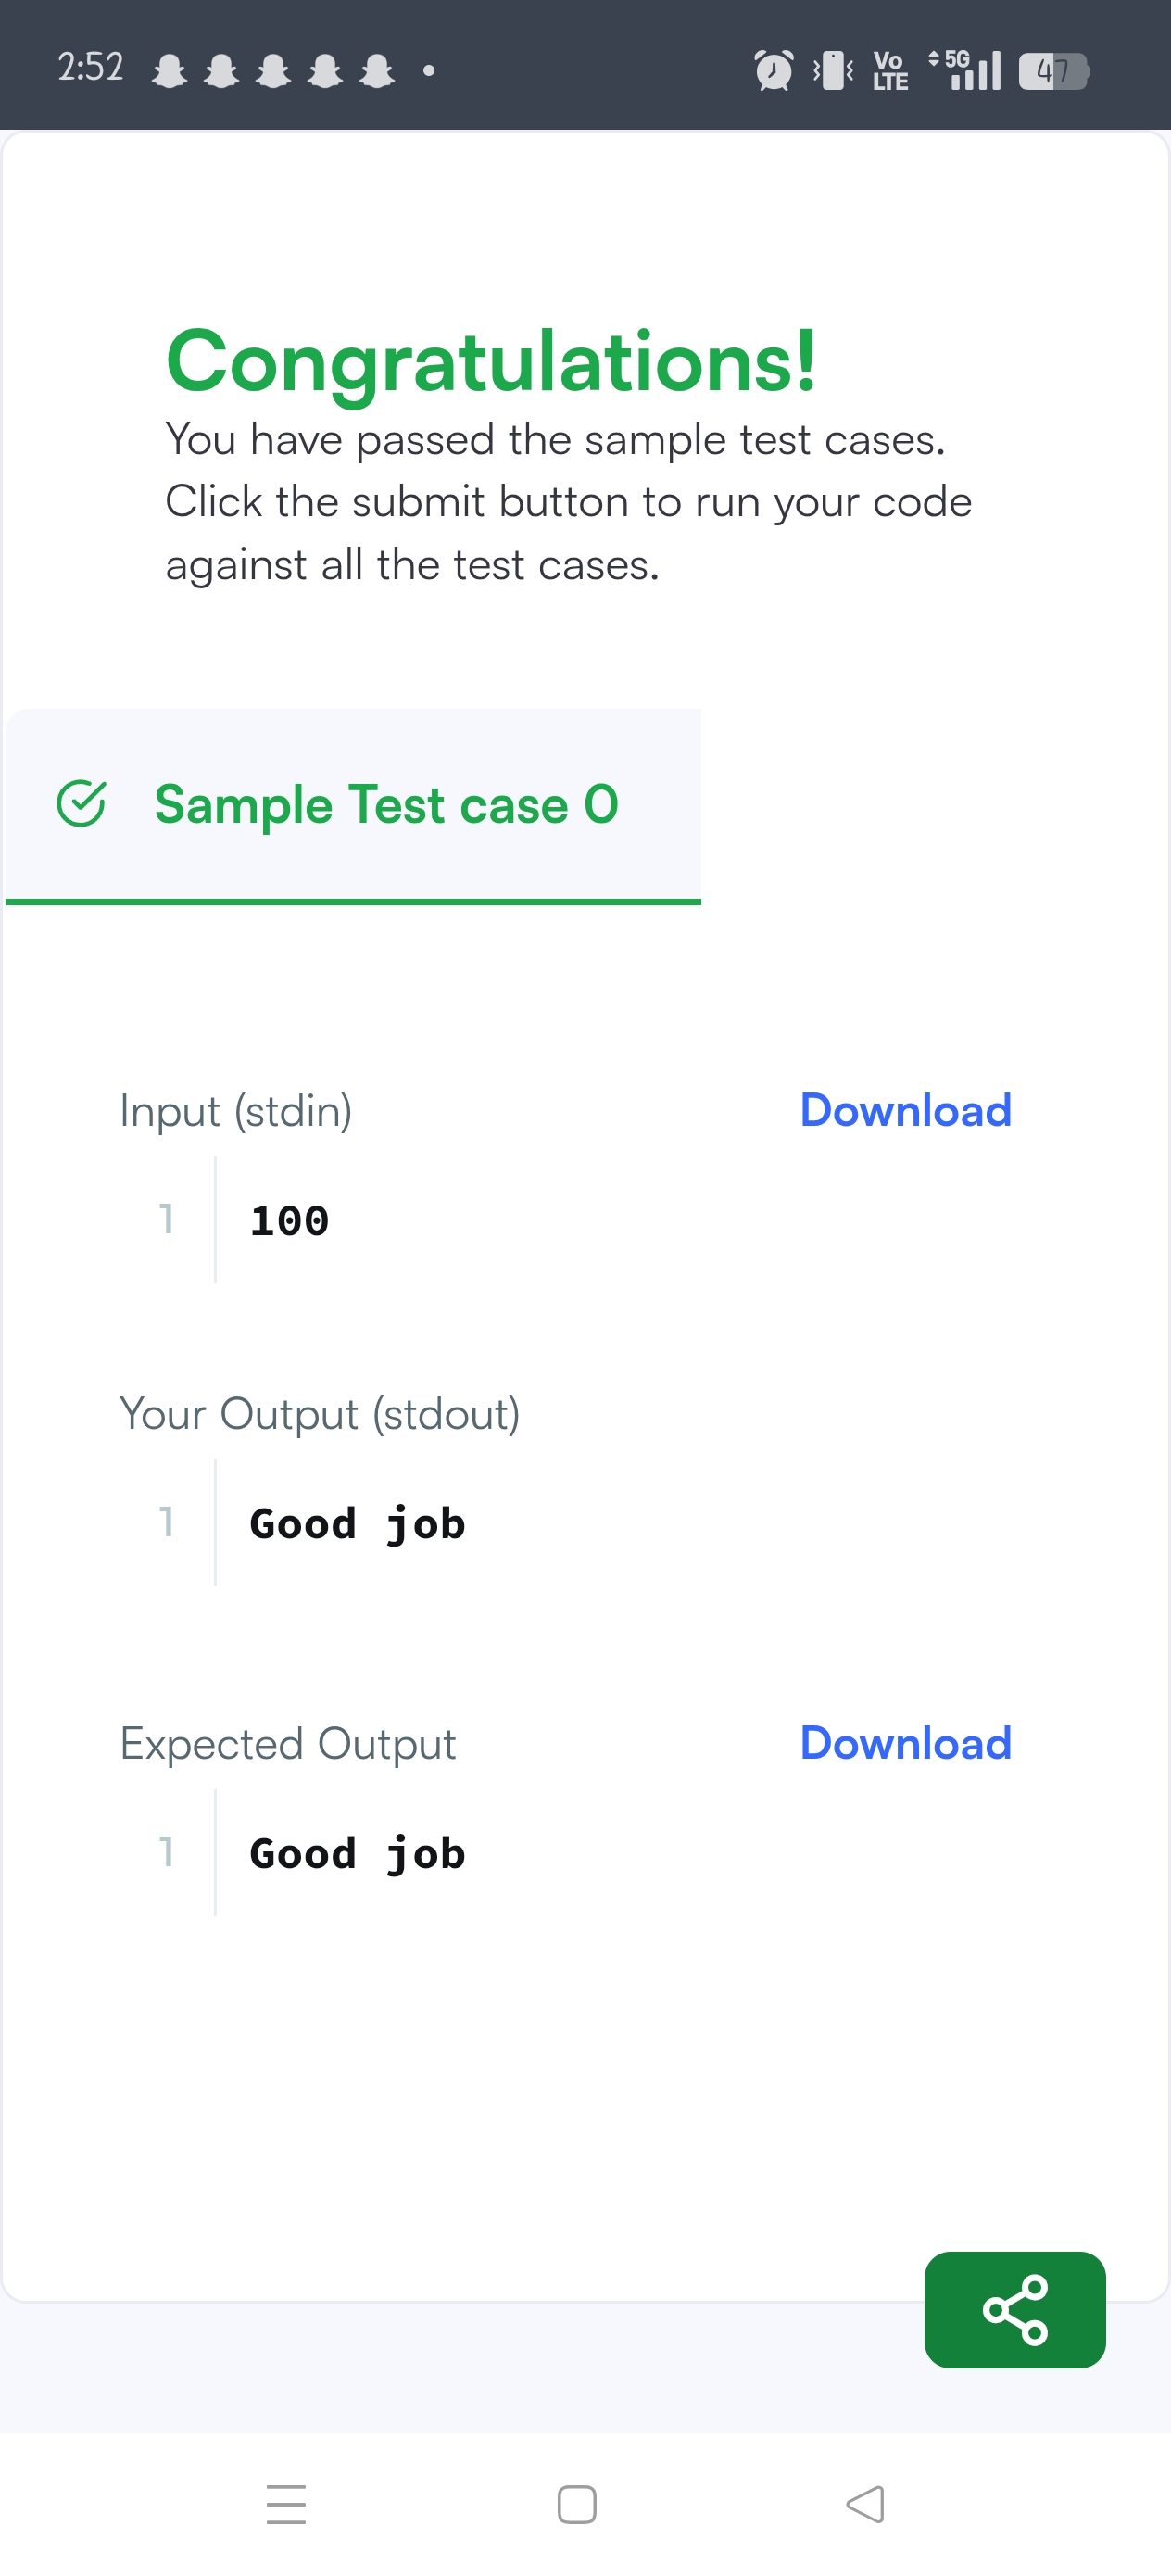 2:52 Vo LTE 5G 47
Congratulations!
You have passed the sample test cases.
Click the submit button to run your code
against all the test cases.
Sample Test case 0
Input (stdin) Download
1 100
Your Output (stdout)
1 Good job
Expected Output Download
1 Good job